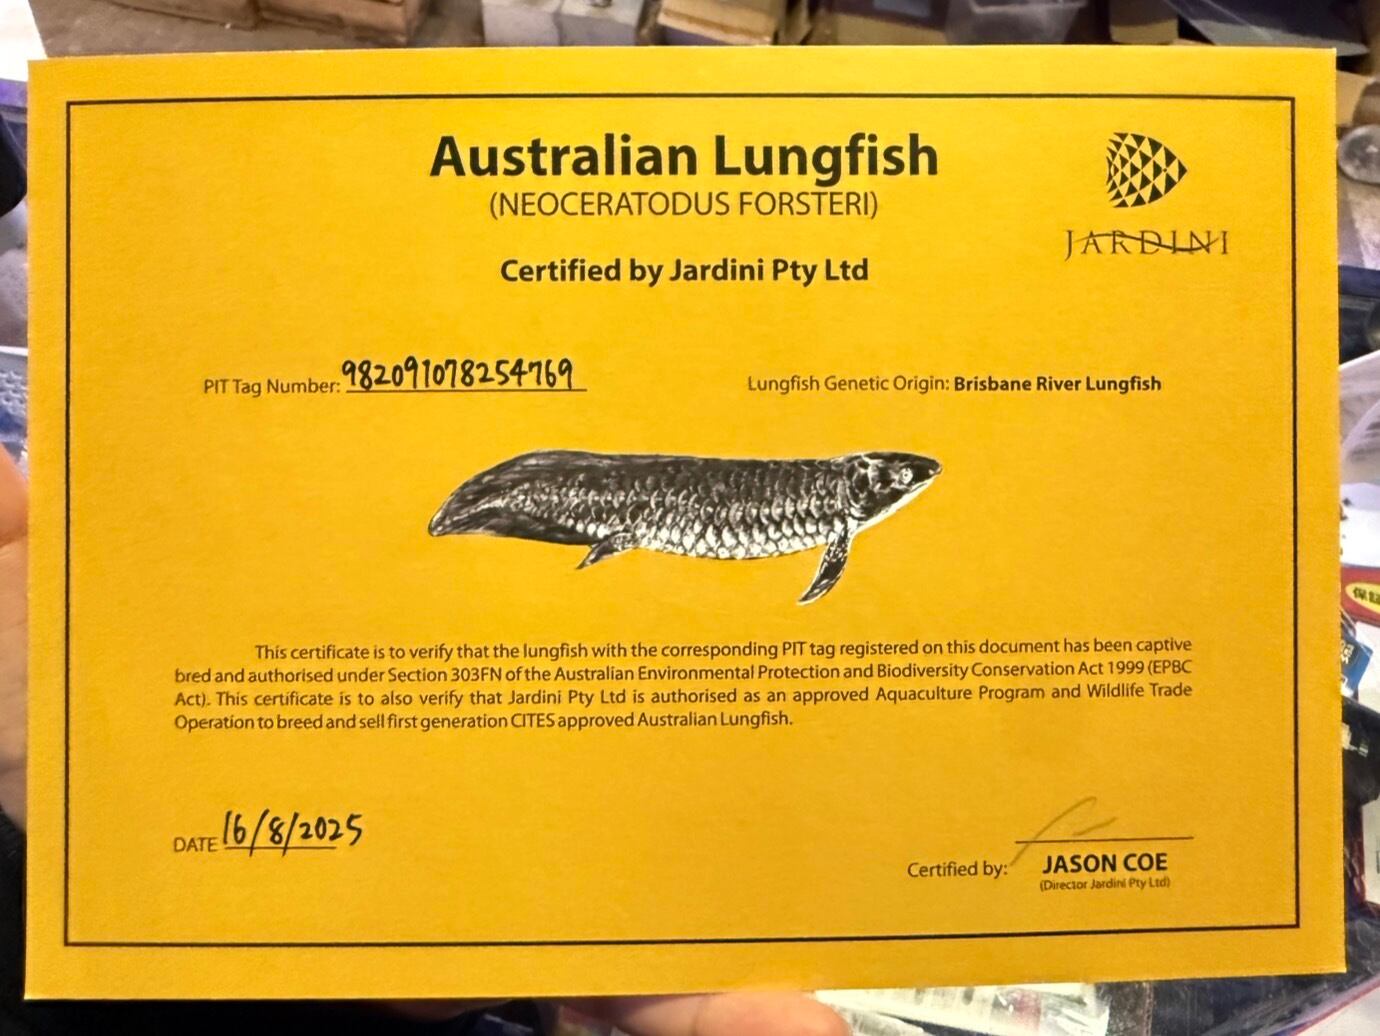 Australian Lungfish
(NEOCERATODUS FORSTERI)
JARDINI
Certified by Jardini Pty Ltd
PIT Tag Number: 982091078254769
Lungfish Genetic Origin: Brisbane River Lungfish
This certificate is to verify that the lungfish with the corresponding PIT tag registered on this document has been captive
bred and authorised under Section 303FN of the Australian Environmental Protection and Biodiversity Conservation Act 1999 (EPBC
Act). This certificate is to also verify that Jardini Pty Ltd is authorised as an approved Aquaculture Program and Wildlife Trade
Operation to breed and sell first generation CITES approved Australian Lungfish.
DATE 16/8/2025
Certified by: JASON COE
(Director Jardini Pty Ltd)